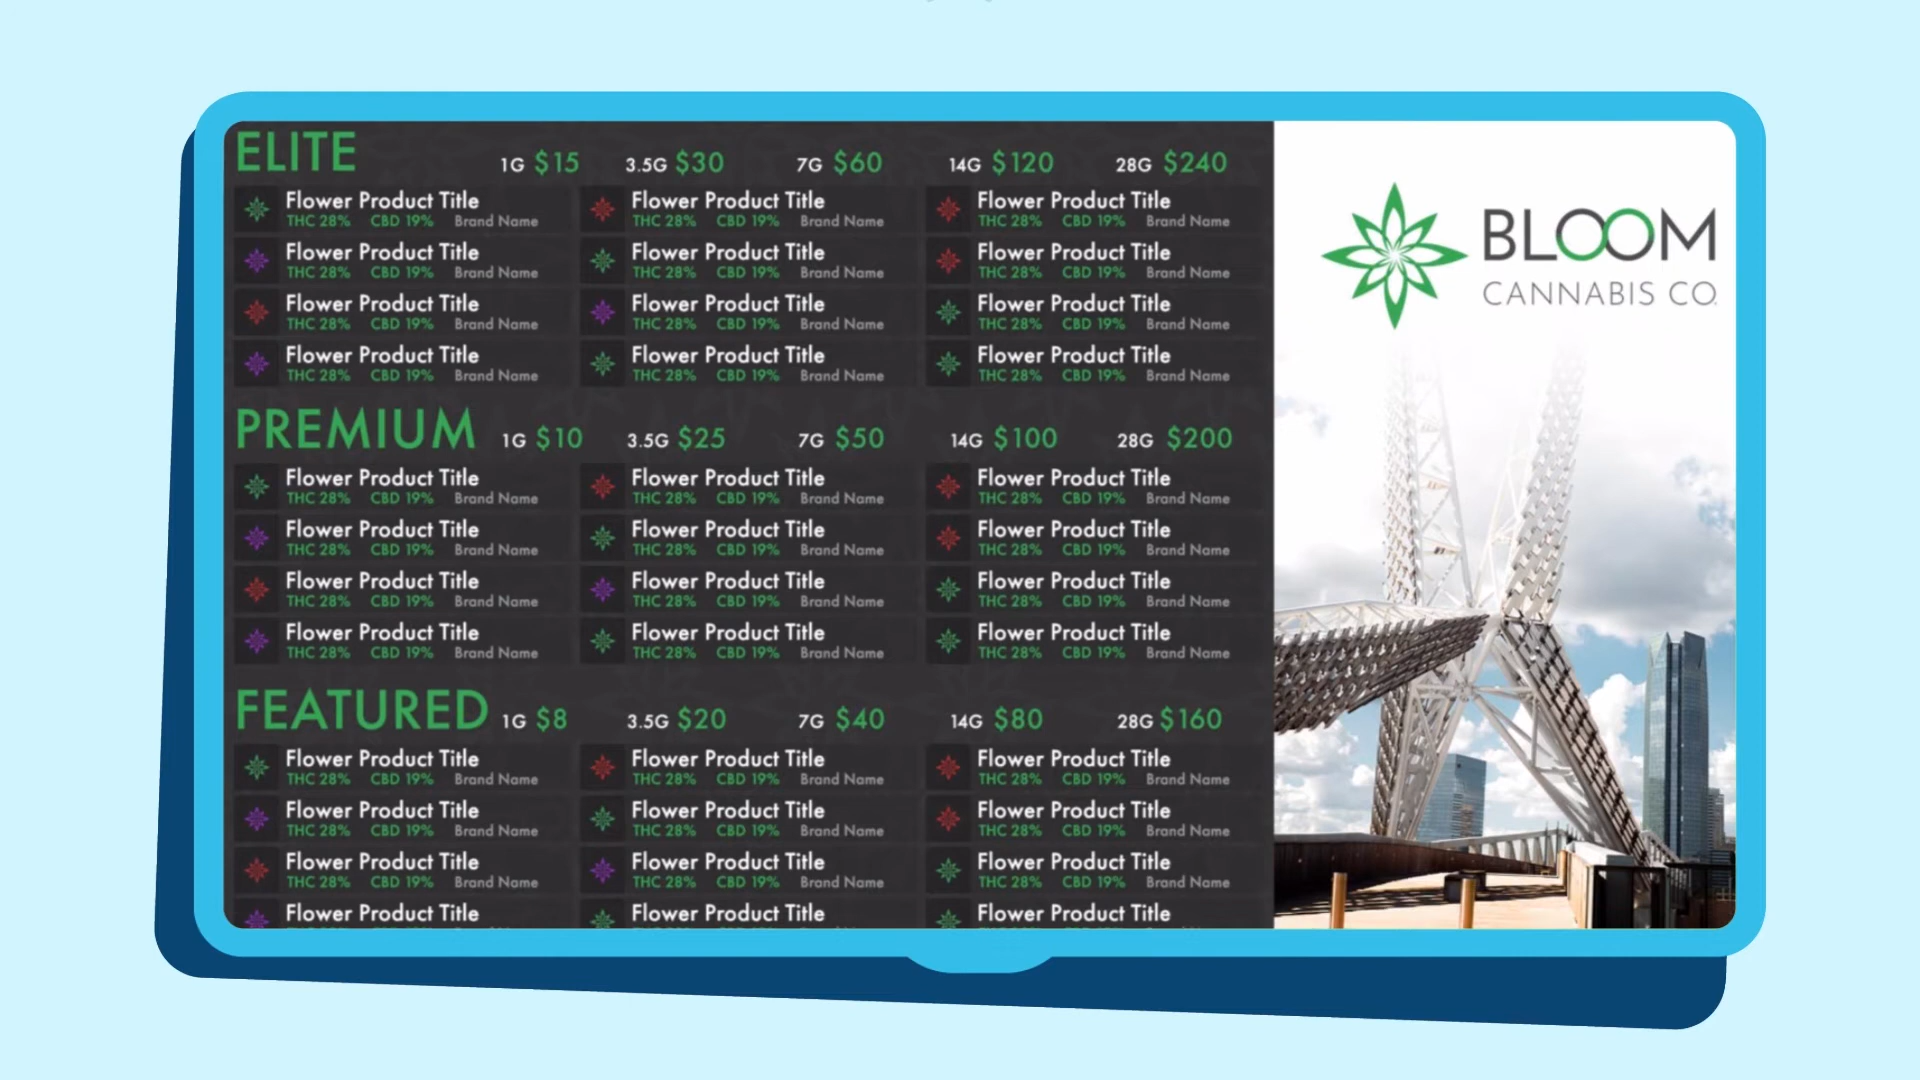 ELITE 1G $15 3.5G $30 7G $60 14G $120 28G $240
Flower Product Title Flower Product Title Flower Product Title
THC 28% CBD 19% Brand Name THC 28% CBD 19% Brand Name THC 28% CBD 19% Brand Name
Flower Product Title Flower Product Title Flower Product Title
THC 28% CBD 19% Brand Name THC 28% CBD 19% Brand Name THC 28% CBD 19% Brand Name
Flower Product Title Flower Product Title Flower Product Title
THC 28% CBD 19% Brand Name THC 28% CBD 19% Brand Name THC 28% CBD 19% Brand Name
Flower Product Title Flower Product Title Flower Product Title
THC 28% CBD 19% Brand Name THC 28% CBD 19% Brand Name THC 28% CBD 19% Brand Name
PREMIUM 1G $10 3.5G $25 7G $50 14G $100 28G $200
Flower Product Title Flower Product Title Flower Product Title
THC 28% CBD 19% Brand Name THC 28% CBD 19% Brand Name THC 28% CBD 19% Brand Name
Flower Product Title Flower Product Title Flower Product Title
THC 28% CBD 19% Brand Name THC 28% CBD 19% Brand Name THC 28% CBD 19% Brand Name
Flower Product Title Flower Product Title Flower Product Title
THC 28% CBD 19% Brand Name THC 28% CBD 19% Brand Name THC 28% CBD 19% Brand Name
Flower Product Title Flower Product Title Flower Product Title
THC 28% CBD 19% Brand Name THC 28% CBD 19% Brand Name THC 28% CBD 19% Brand Name
FEATURED 1G $8 3.5G $20 7G $40 14G $80 28G $160
Flower Product Title Flower Product Title Flower Product Title
THC 28% CBD 19% Brand Name THC 28% CBD 19% Brand Name THC 28% CBD 19% Brand Name
Flower Product Title Flower Product Title Flower Product Title
THC 28% CBD 19% Brand Name THC 28% CBD 19% Brand Name THC 28% CBD 19% Brand Name
Flower Product Title Flower Product Title Flower Product Title
THC 28% CBD 19% Brand Name THC 28% CBD 19% Brand Name THC 28% CBD 19% Brand Name
Flower Product Title Flower Product Title Flower Product Title
BLOOM
CANNABIS CO.